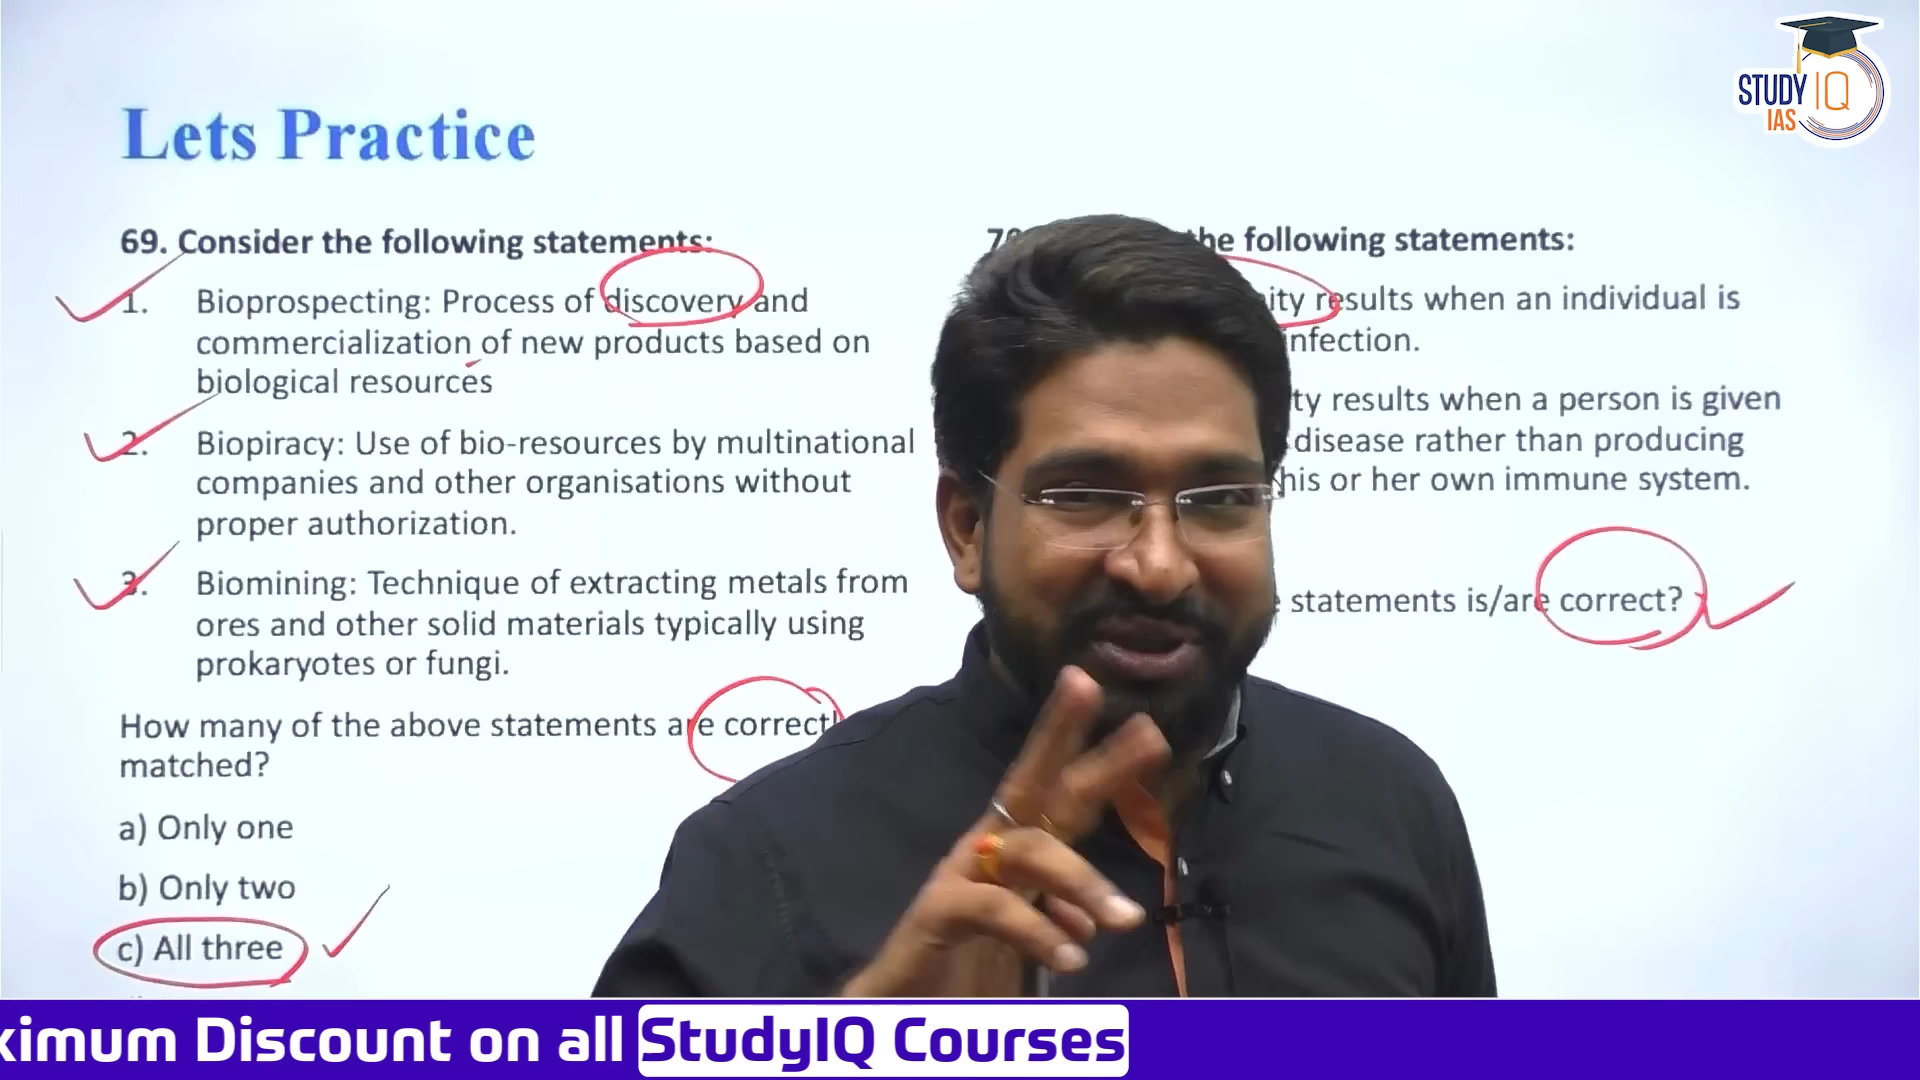 STUDY IQ
IAS
Lets Practice
69. Consider the following statements:
1. Bioprospecting: Process of discovery and
commercialization of new products based on
biological resources
2. Biopiracy: Use of bio-resources by multinational
companies and other organisations without
proper authorization.
3. Biomining: Technique of extracting metals from
ores and other solid materials typically using
prokaryotes or fungi.
How many of the above statements are
matched?
a) Only one
b) Only two
c) All three
the following statements:
results when an individual is
results when a person is given
disease rather than producing
his or her own immune system.
statements is/are correct?
Discount on all StudyIQ Courses